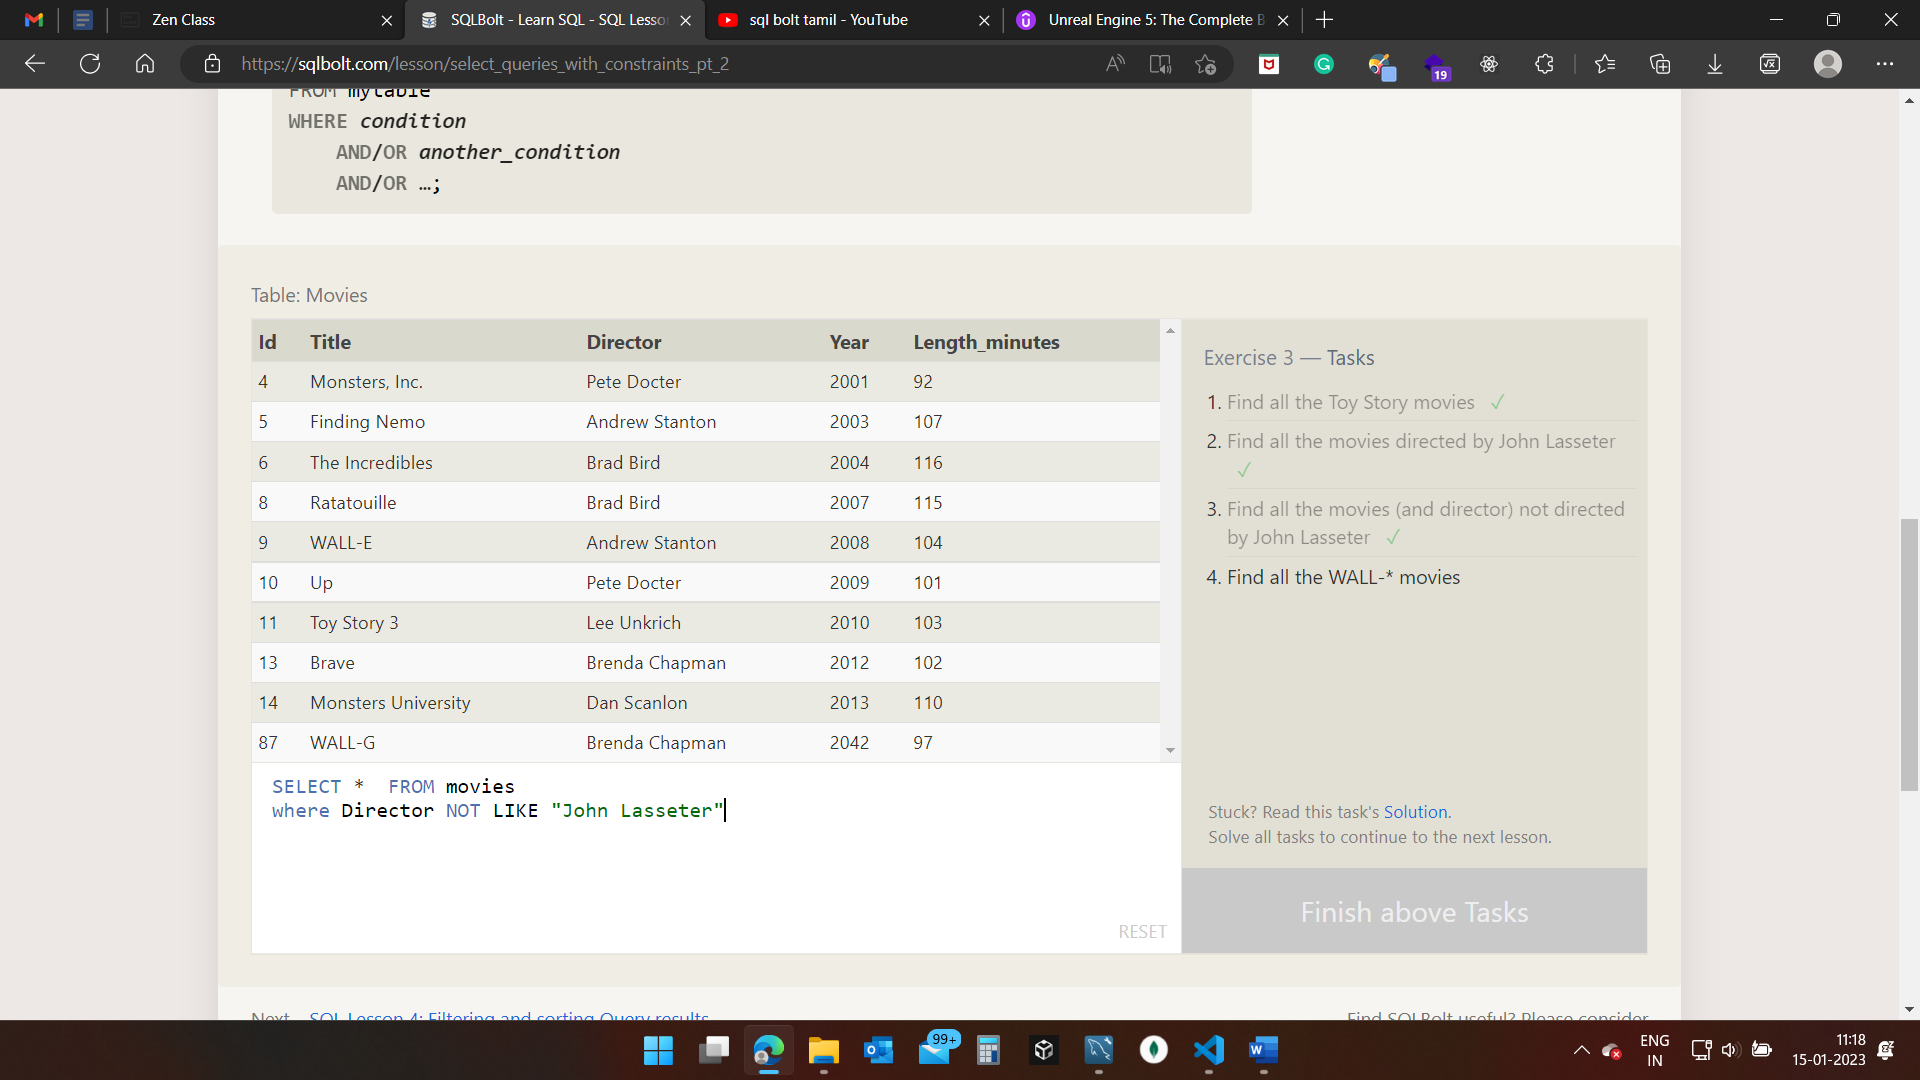 Zen Class
SQLBolt - Learn SQL - SQL Lesso
sql bolt tamil - YouTube
Unreal Engine 5: The Complete B
https://sqlbolt.com/lesson/select_queries_with_constraints_pt_2
19
FROM mytable
WHERE condition
AND/OR another_condition
AND/OR …;
Table: Movies
Id Title Director Year Length_minutes
4 Monsters, Inc. Pete Docter 2001 92
5 Finding Nemo Andrew Stanton 2003 107
6 The Incredibles Brad Bird 2004 116
8 Ratatouille Brad Bird 2007 115
9 WALL-E Andrew Stanton 2008 104
10 Up Pete Docter 2009 101
11 Toy Story 3 Lee Unkrich 2010 103
13 Brave Brenda Chapman 2012 102
14 Monsters University Dan Scanlon 2013 110
87 WALL-G Brenda Chapman 2042 97
SELECT *  FROM movies
where Director NOT LIKE "John Lasseter"
RESET
Exercise 3 — Tasks
1. Find all the Toy Story movies ✓
2. Find all the movies directed by John Lasseter
✓
3. Find all the movies (and director) not directed
by John Lasseter ✓
4. Find all the WALL-* movies
Stuck? Read this task's Solution.
Solve all tasks to continue to the next lesson.
Finish above Tasks
Next – SQL Lesson 4: Filtering and sorting Query results
Find SQLBolt useful? Please consider
99+
ENG
IN
11:18
15-01-2023